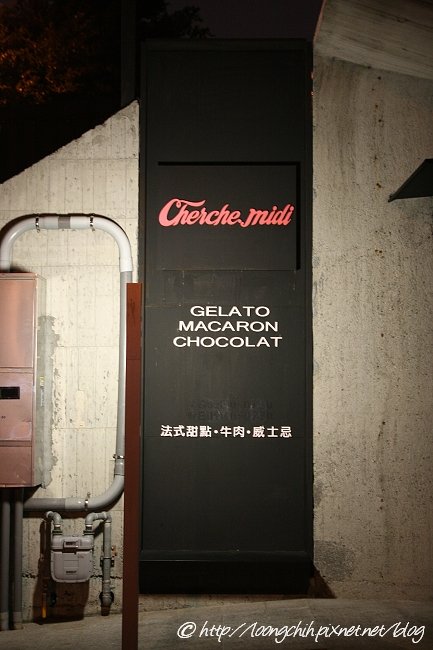 Cherche midi
GELATO
MACARON
CHOCOLAT
法式甜點•牛肉•威士忌
© http://loongchih.pixnet.net/blog